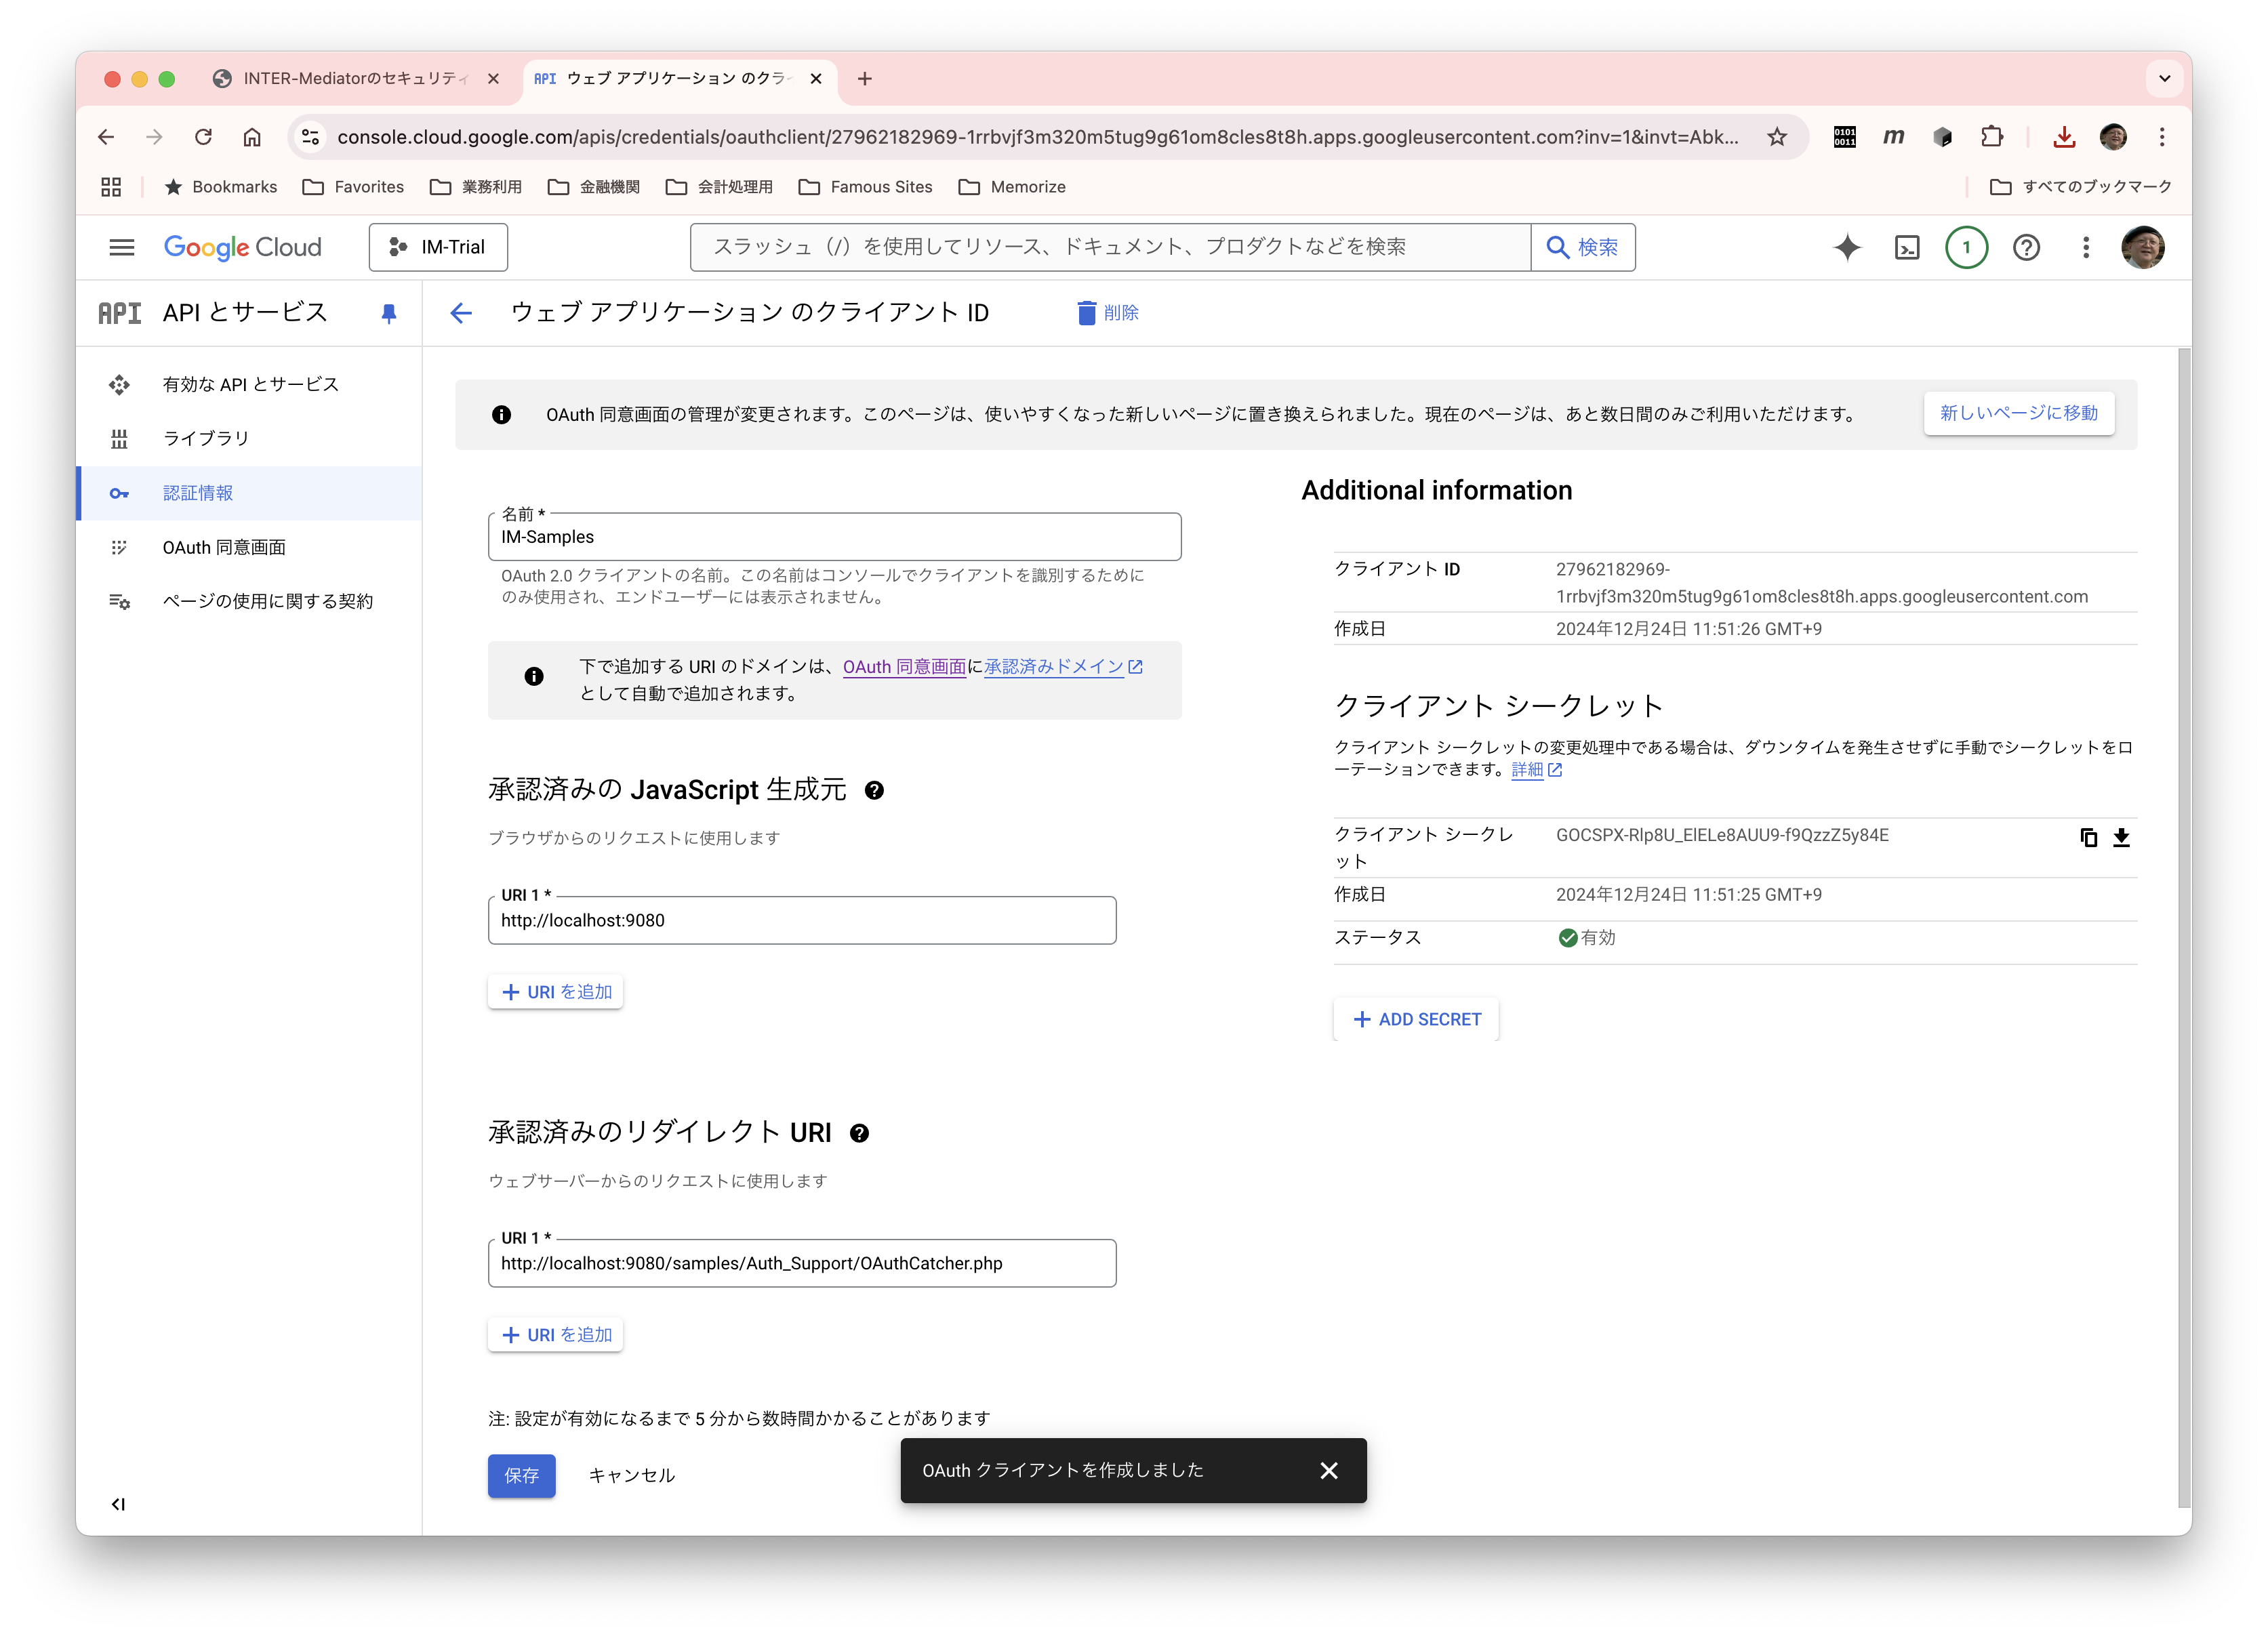 INTER-Mediatorのセキュリティ
API ウェブ アプリケーション のクラ
console.cloud.google.com/apis/credentials/oauthclient/27962182969-1rrbvjf3m320m5tug9g61om8cles8t8h.apps.googleusercontent.com?inv=1&invt=Abk...
0101
0011
m
Bookmarks
Favorites
業務利用
金融機関
会計処理用
Famous Sites
Memorize
すべてのブックマーク
Google Cloud
IM-Trial
スラッシュ（/）を使用してリソース、ドキュメント、プロダクトなどを検索
検索
1
API API とサービス
ウェブ アプリケーション のクライアント ID
削除
有効な API とサービス
ライブラリ
認証情報
OAuth 同意画面
ページの使用に関する契約
OAuth 同意画面の管理が変更されます。このページは、使いやすくなった新しいページに置き換えられました。現在のページは、あと数日間のみご利用いただけます。
新しいページに移動
名前 *
IM-Samples
OAuth 2.0 クライアントの名前。この名前はコンソールでクライアントを識別するために
のみ使用され、エンドユーザーには表示されません。
下で追加する URI のドメインは、OAuth 同意画面に承認済みドメイン
として自動で追加されます。
承認済みの JavaScript 生成元
ブラウザからのリクエストに使用します
URI 1 *
http://localhost:9080
URI を追加
承認済みのリダイレクト URI
ウェブサーバーからのリクエストに使用します
URI 1 *
http://localhost:9080/samples/Auth_Support/OAuthCatcher.php
URI を追加
注: 設定が有効になるまで 5 分から数時間かかることがあります
保存
キャンセル
Additional information
クライアント ID
27962182969-
1rrbvjf3m320m5tug9g61om8cles8t8h.apps.googleusercontent.com
作成日
2024年12月24日 11:51:26 GMT+9
クライアント シークレット
クライアント シークレットの変更処理中である場合は、ダウンタイムを発生させずに手動でシークレットをロ
ーテーションできます。詳細
クライアント シークレ
ット
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
作成日
2024年12月24日 11:51:25 GMT+9
ステータス
有効
ADD SECRET
OAuth クライアントを作成しました